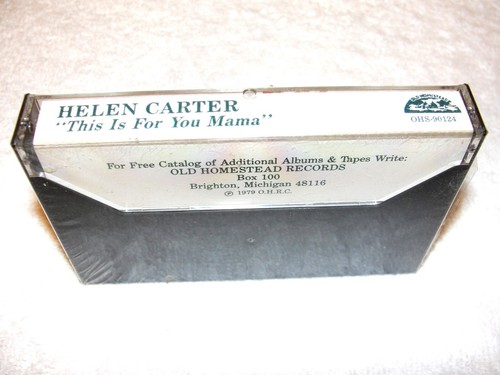 HELEN CARTER
"This Is For You Mama"
OHS-90124
For Free Catalog of Additional Albums & Tapes Write:
OLD HOMESTEAD RECORDS
Box 100
Brighton, Michigan 48116
Ⓟ 1979 O.H.R.C.